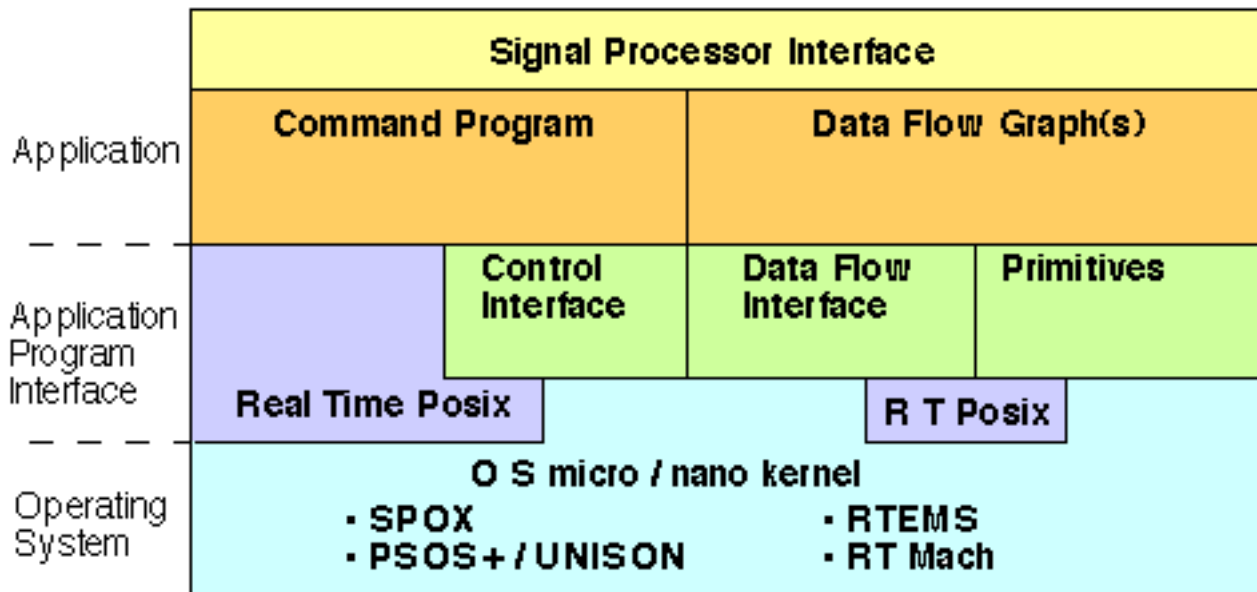 Signal Processor Interface
Application
Command Program
Data Flow Graph(s)
Application
Program
Interface
Control
Interface
Data Flow
Interface
Primitives
Real Time Posix
R T Posix
Operating
System
O S micro / nano kernel
· SPOX
· PSOS+ / UNISON
· RTEMS
· RT Mach